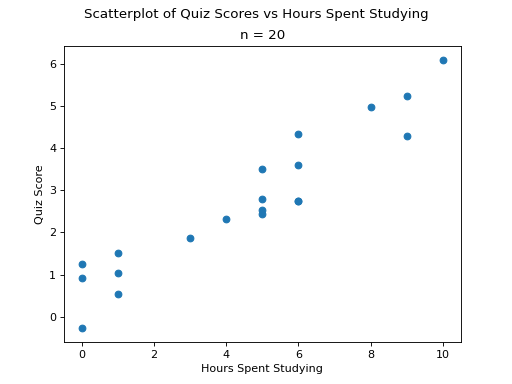 Scatterplot of Quiz Scores vs Hours Spent Studying
n = 20
6
5
4
3
2
1
0
Quiz Score
0 2 4 6 8 10
Hours Spent Studying